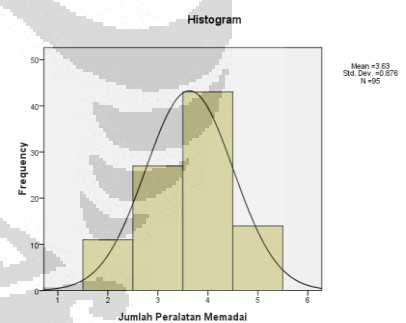 Histogram
Mean =3.63
Std. Dev. =0.876
N =95
50
40
30
20
10
0
Frequency
1 2 3 4 5 6
Jumlah Peralatan Memadai